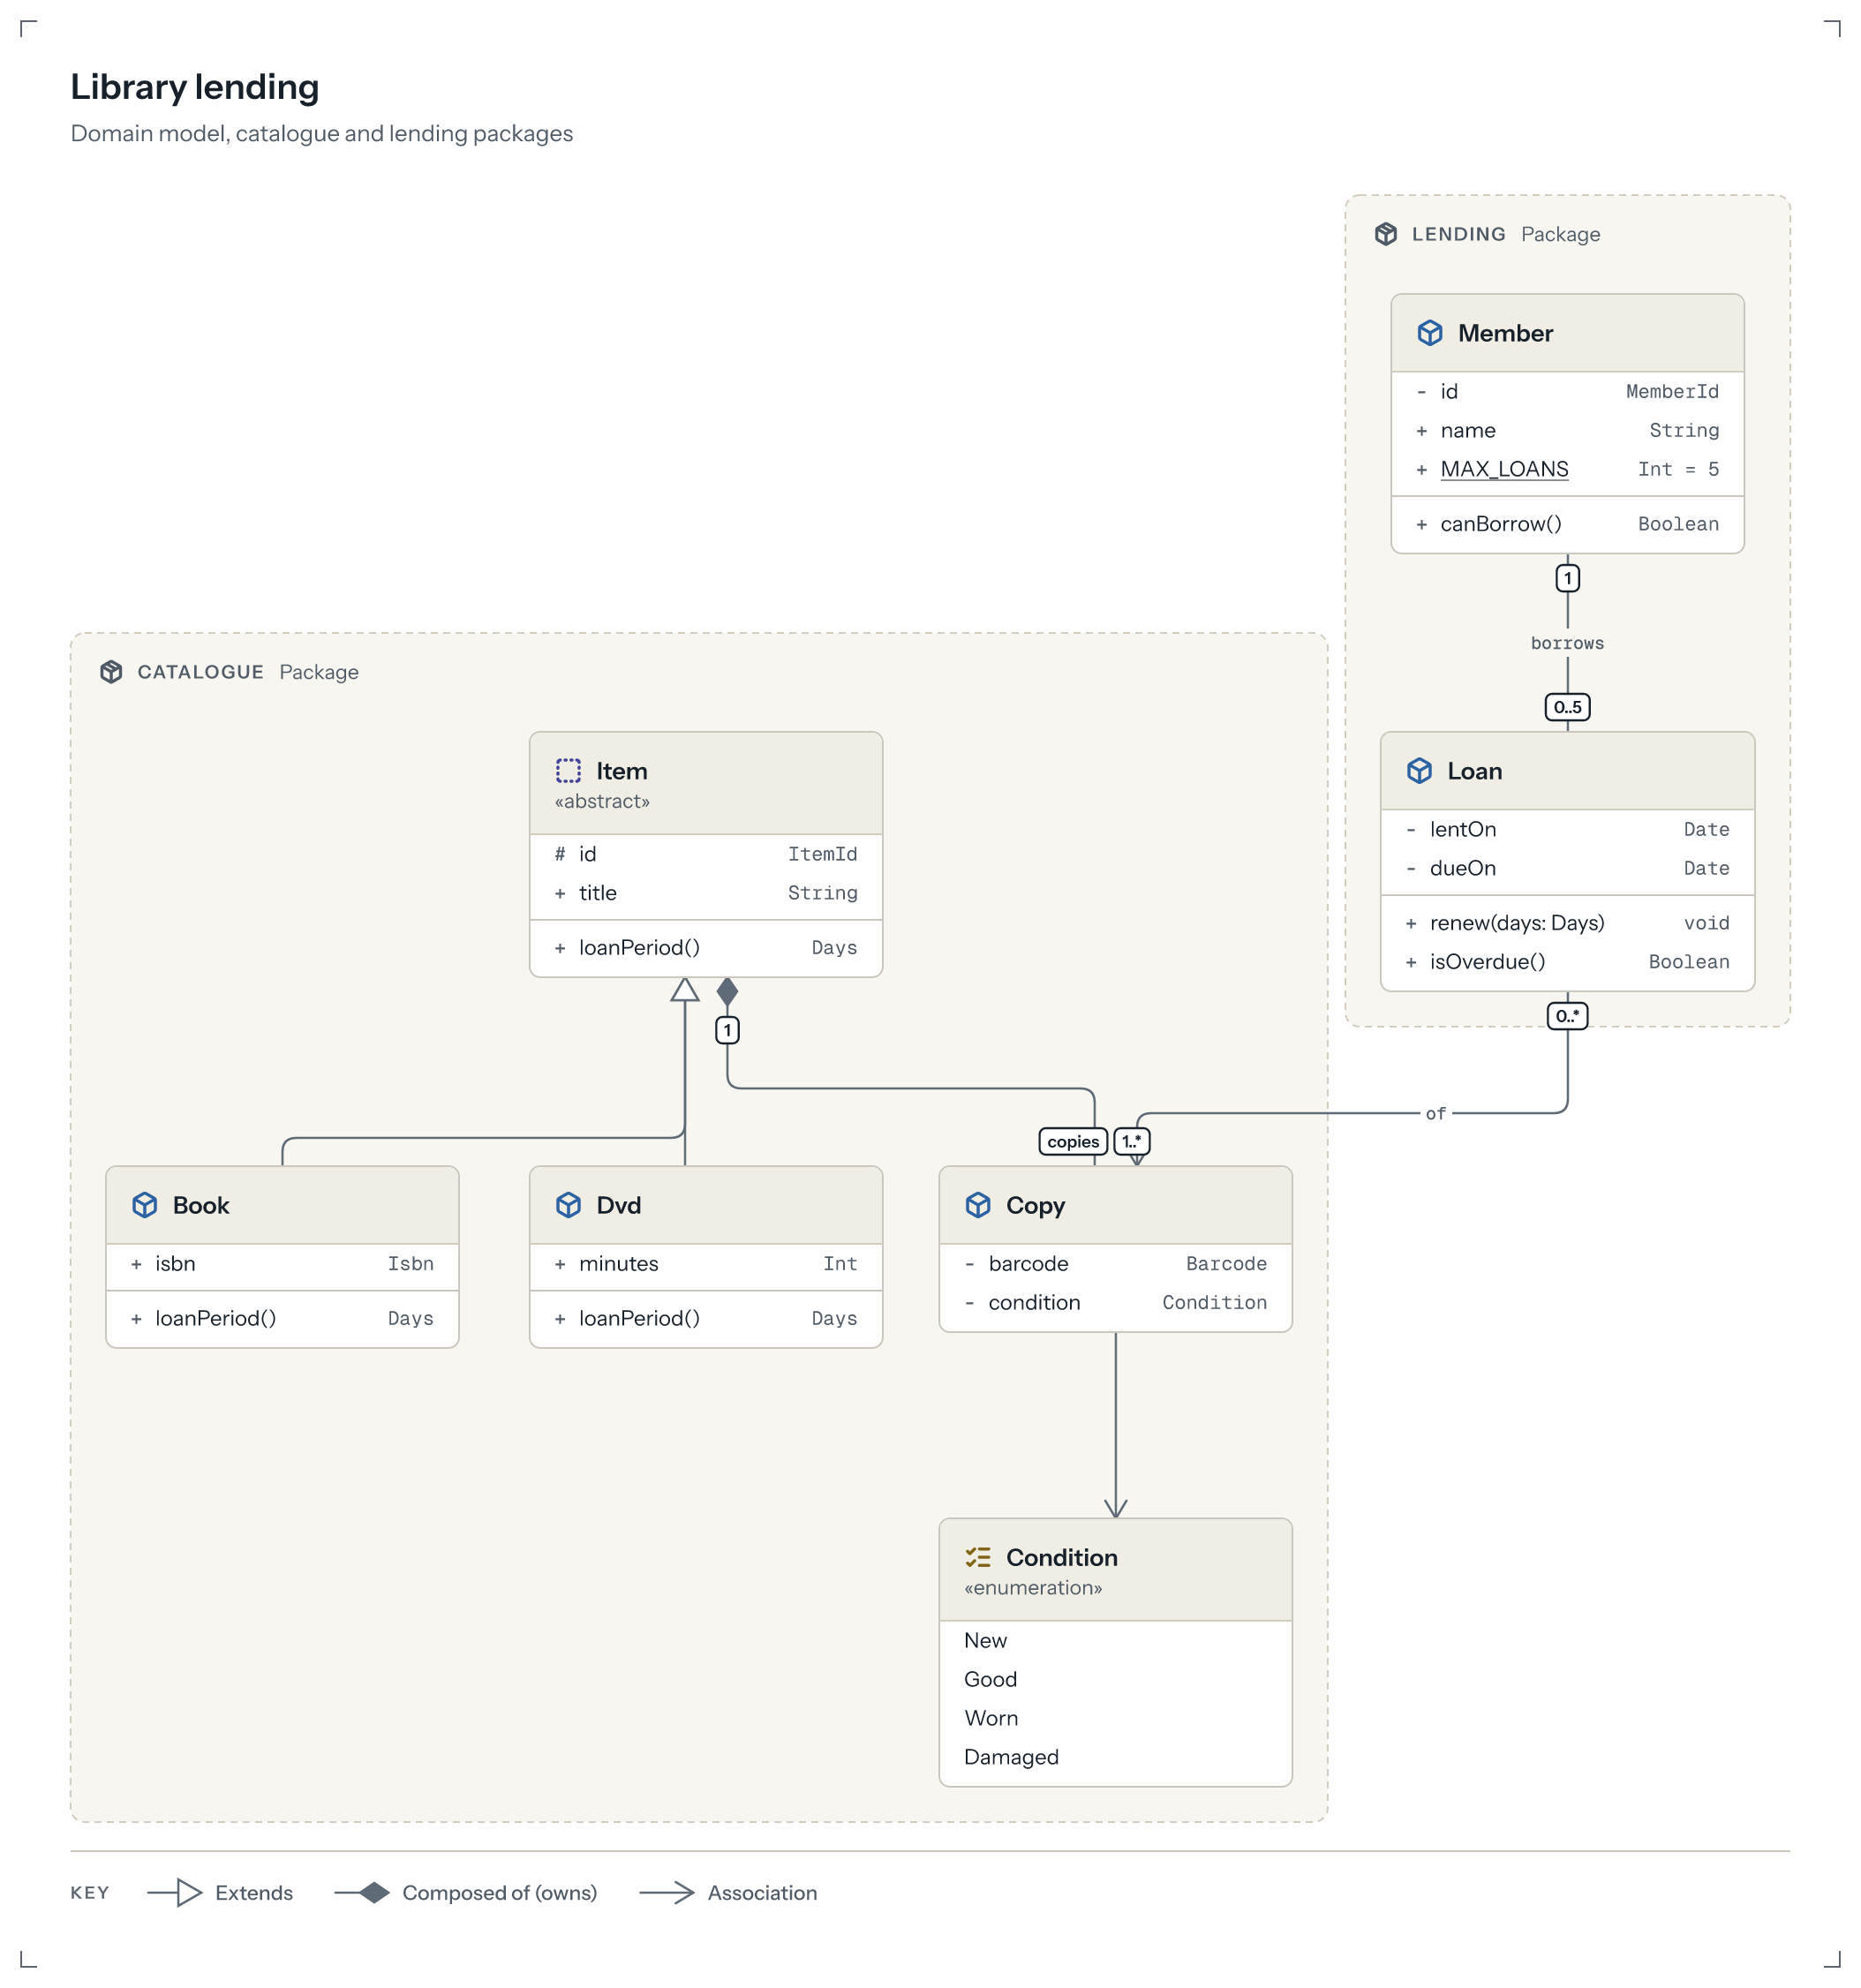 Library lending
Domain model, catalogue and lending packages
LENDING Package
Member
- id MemberId
+ name String
+ MAX_LOANS Int = 5
+ canBorrow() Boolean
1
borrows
0..5
CATALOGUE Package
Item
«abstract»
# id ItemId
+ title String
+ loanPeriod() Days
Loan
- lentOn Date
- dueOn Date
+ renew(days: Days) void
+ isOverdue() Boolean
0..*
1
of
copies 1..*
Book
+ isbn Isbn
+ loanPeriod() Days
Dvd
+ minutes Int
+ loanPeriod() Days
Copy
- barcode Barcode
- condition Condition
Condition
«enumeration»
New
Good
Worn
Damaged
KEY Extends Composed of (owns) Association